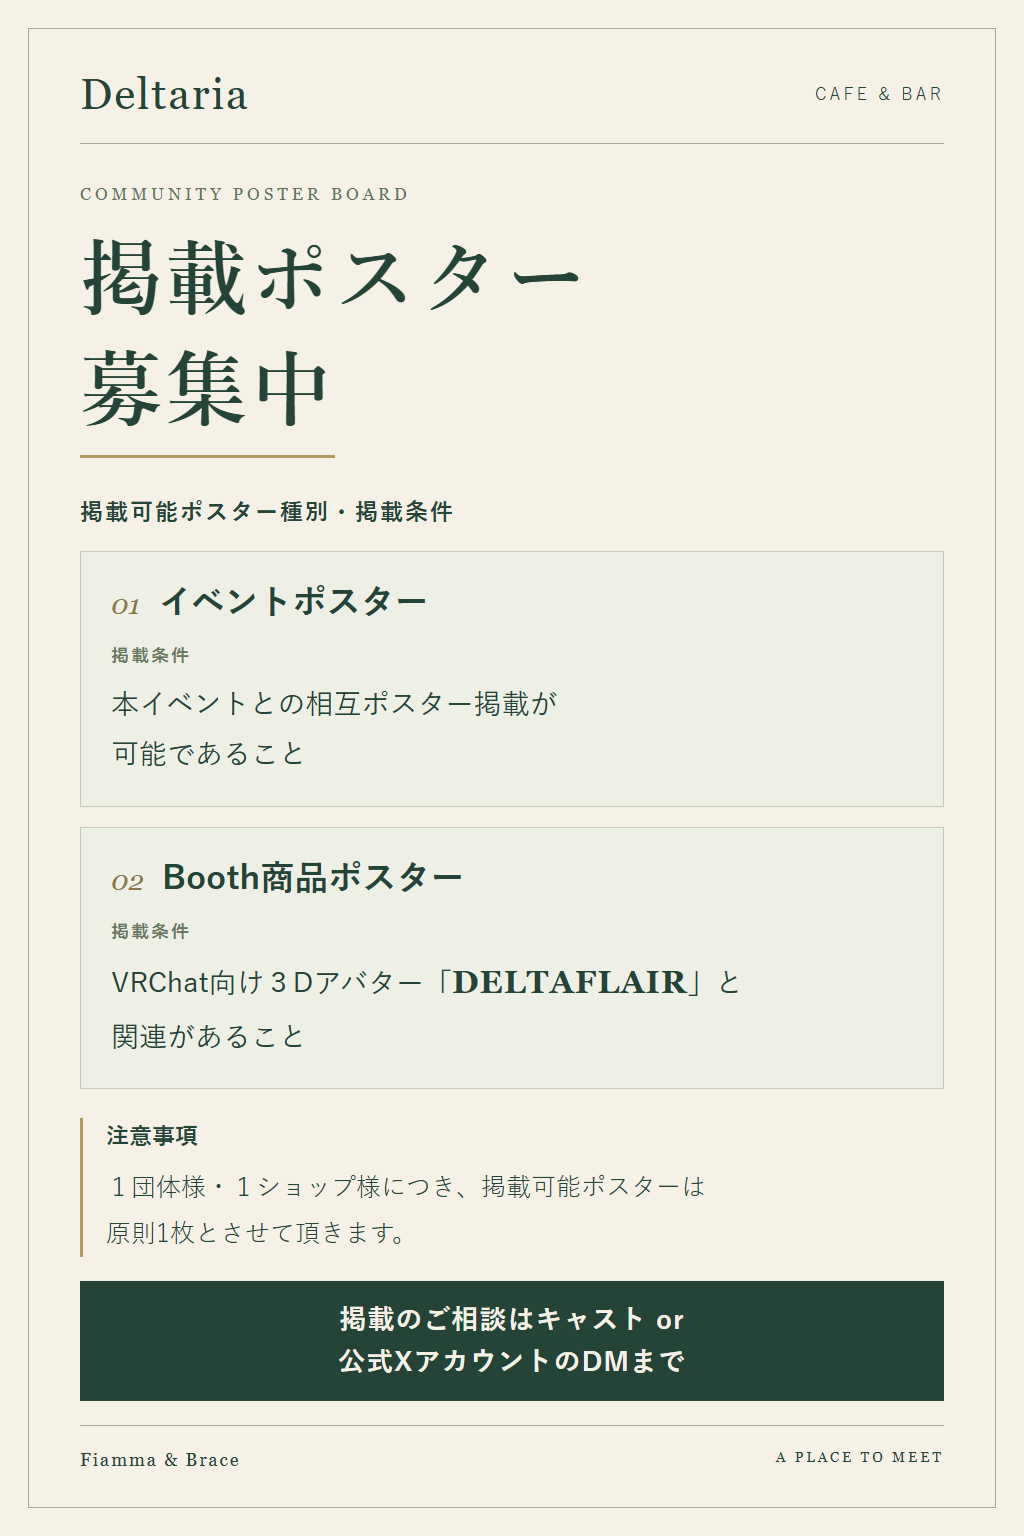 Deltaria
CAFE & BAR
COMMUNITY POSTER BOARD
掲載ポスター
募集中
掲載可能ポスター種別・掲載条件
01 イベントポスター
掲載条件
本イベントとの相互ポスター掲載が
可能であること
02 Booth商品ポスター
掲載条件
VRChat向け３Dアバター「DELTAFLAIR」と
関連があること
注意事項
１団体様・１ショップ様につき、掲載可能ポスターは
原則1枚とさせて頂きます。
掲載のご相談はキャスト or
公式XアカウントのDMまで
Fiamma & Brace
A PLACE TO MEET